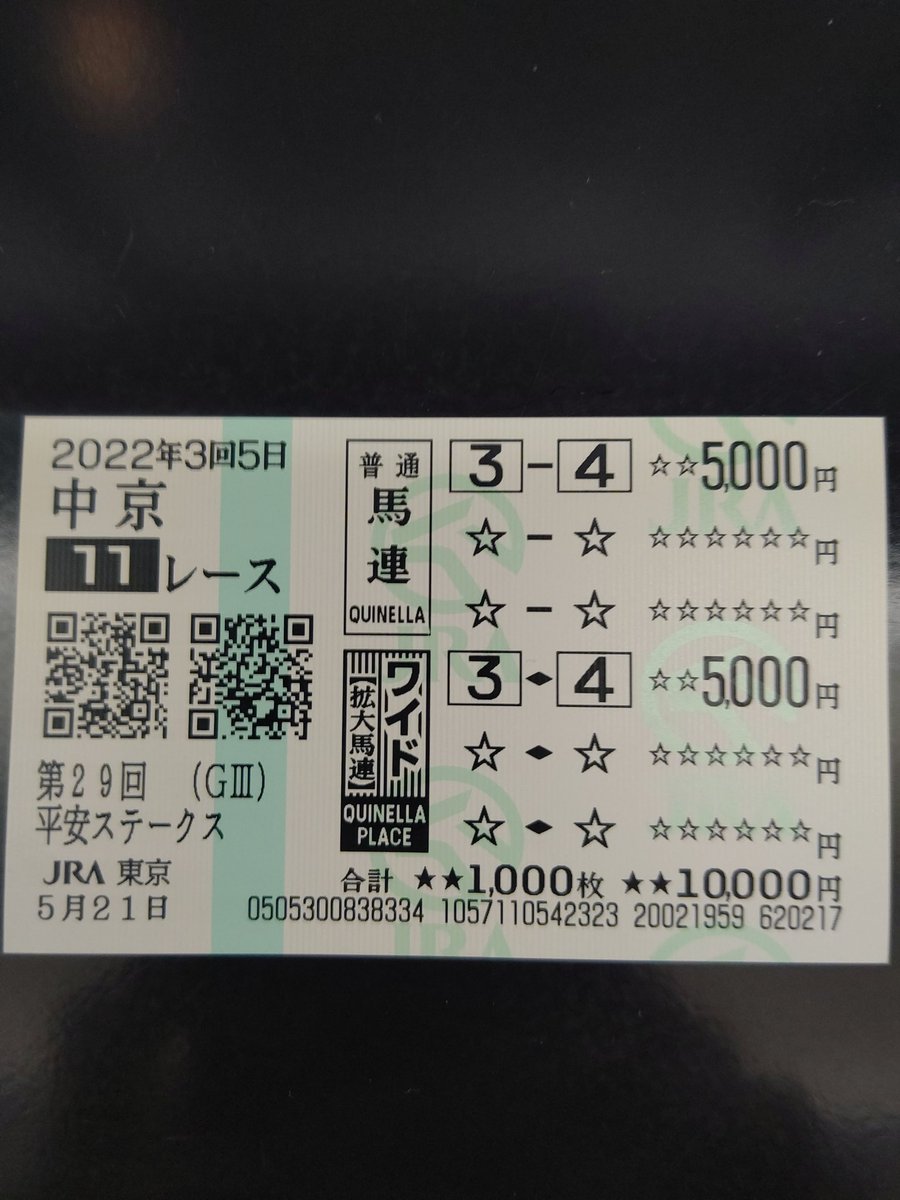 2022年3回5日
中京
11レース
第29回 (GⅢ)
平安ステークス
JRA 東京
5月21日
普通
馬連
QUINELLA
3-4 ☆☆5,000円
☆-☆ ☆☆☆☆☆☆円
☆-☆ ☆☆☆☆☆☆円
ワイド
【拡大馬連】
QUINELLA
PLACE
3◆4 ☆☆5,000円
☆◆☆ ☆☆☆☆☆☆円
☆◆☆ ☆☆☆☆☆☆円
合計 ★★1,000枚 ★★10,000円
0505300838334 1057110542323 20021959 620217
JRA
JRA
JRA